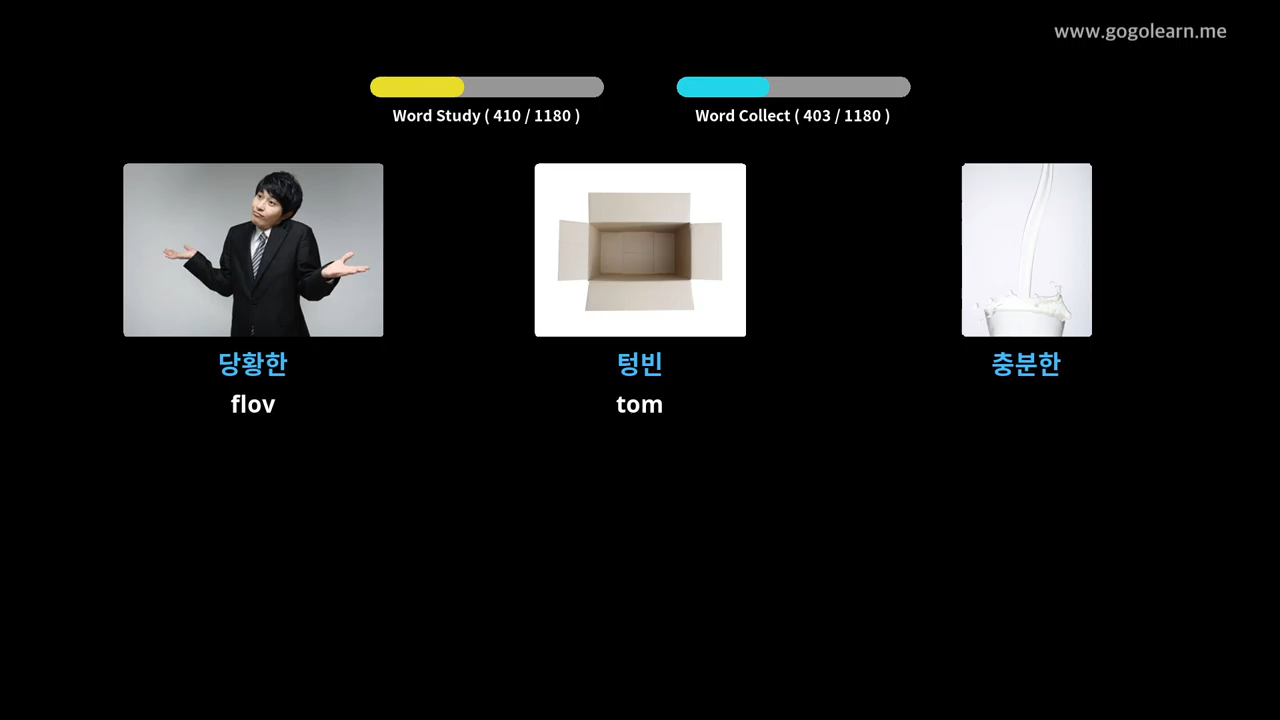 www.gogolearn.me
Word Study ( 410 / 1180 )
Word Collect ( 403 / 1180 )
당황한
텅빈
충분한
flov
tom